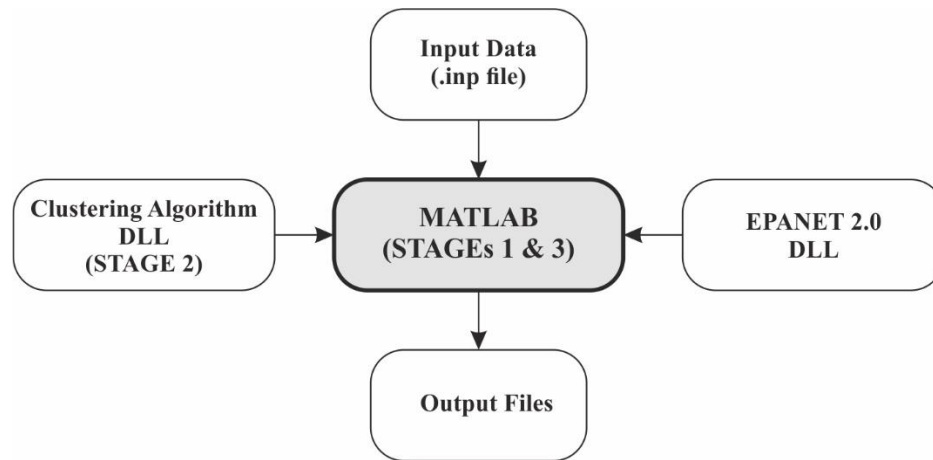 Input Data
(.inp file)
Clustering Algorithm
DLL
(STAGE 2)
MATLAB
(STAGEs 1 & 3)
EPANET 2.0
DLL
Output Files